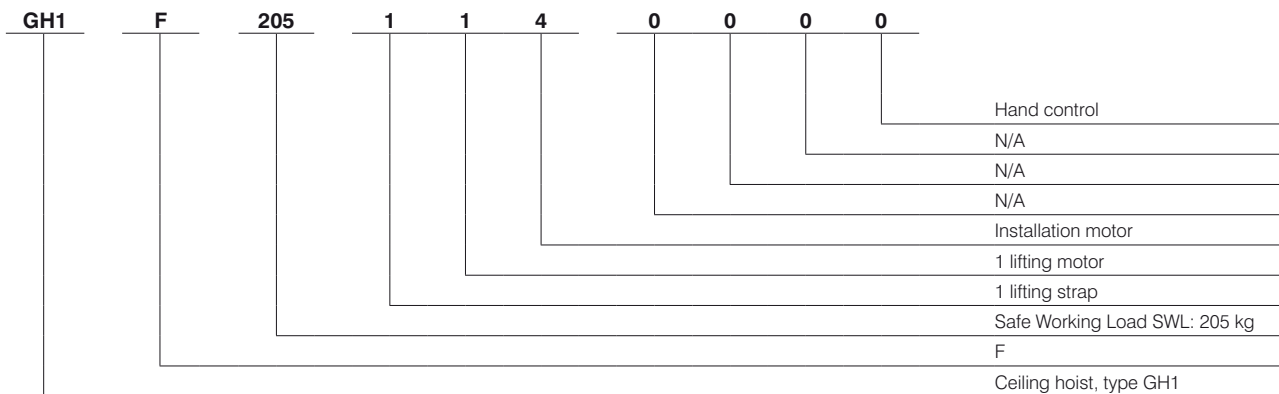 GH1 F 205 1 1 4 0 0 0 0
Hand control
N/A
N/A
N/A
Installation motor
1 lifting motor
1 lifting strap
Safe Working Load SWL: 205 kg
F
Ceiling hoist, type GH1